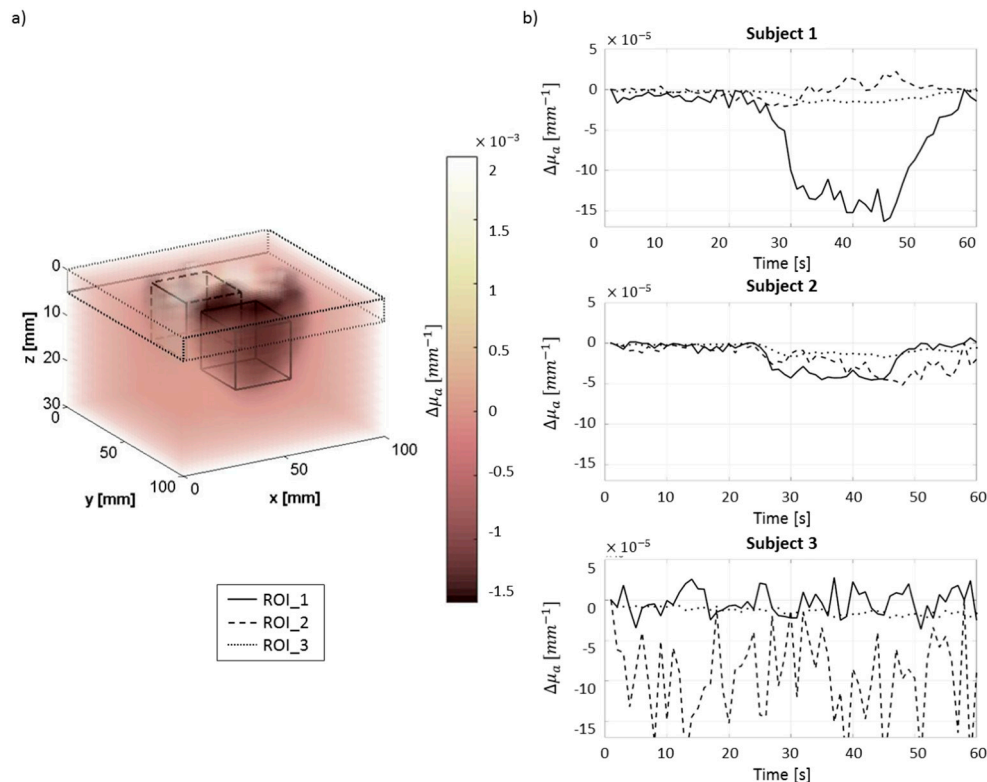 a)
× 10⁻³
2
1.5
1
0.5
0
-0.5
-1
-1.5
Δμₐ [mm⁻¹]
0
10
20
30
z [mm]
0
50
100
y [mm]
0
50
100
x [mm]
ROI_1
ROI_2
ROI_3
b)
Subject 1
× 10⁻⁵
5
0
-5
-10
-15
Δμₐ [mm⁻¹]
0 10 20 30 40 50 60
Time [s]
Subject 2
× 10⁻⁵
5
0
-5
-10
-15
Δμₐ [mm⁻¹]
0 10 20 30 40 50 60
Time [s]
Subject 3
× 10⁻⁵
5
0
-5
-10
-15
Δμₐ [mm⁻¹]
0 10 20 30 40 50 60
Time [s]